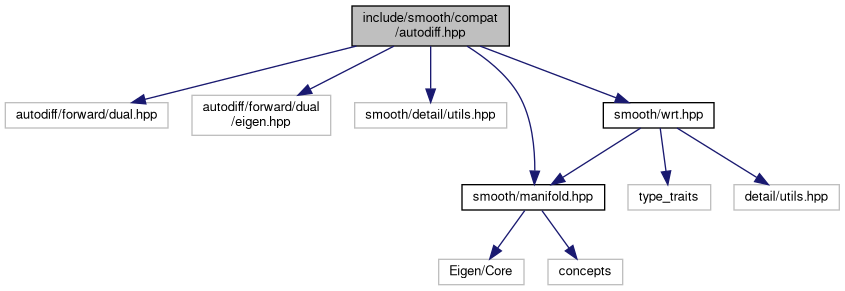 include/smooth/compat
/autodiff.hpp
autodiff/forward/dual.hpp
autodiff/forward/dual
/eigen.hpp
smooth/detail/utils.hpp
smooth/wrt.hpp
smooth/manifold.hpp
type_traits
detail/utils.hpp
Eigen/Core
concepts